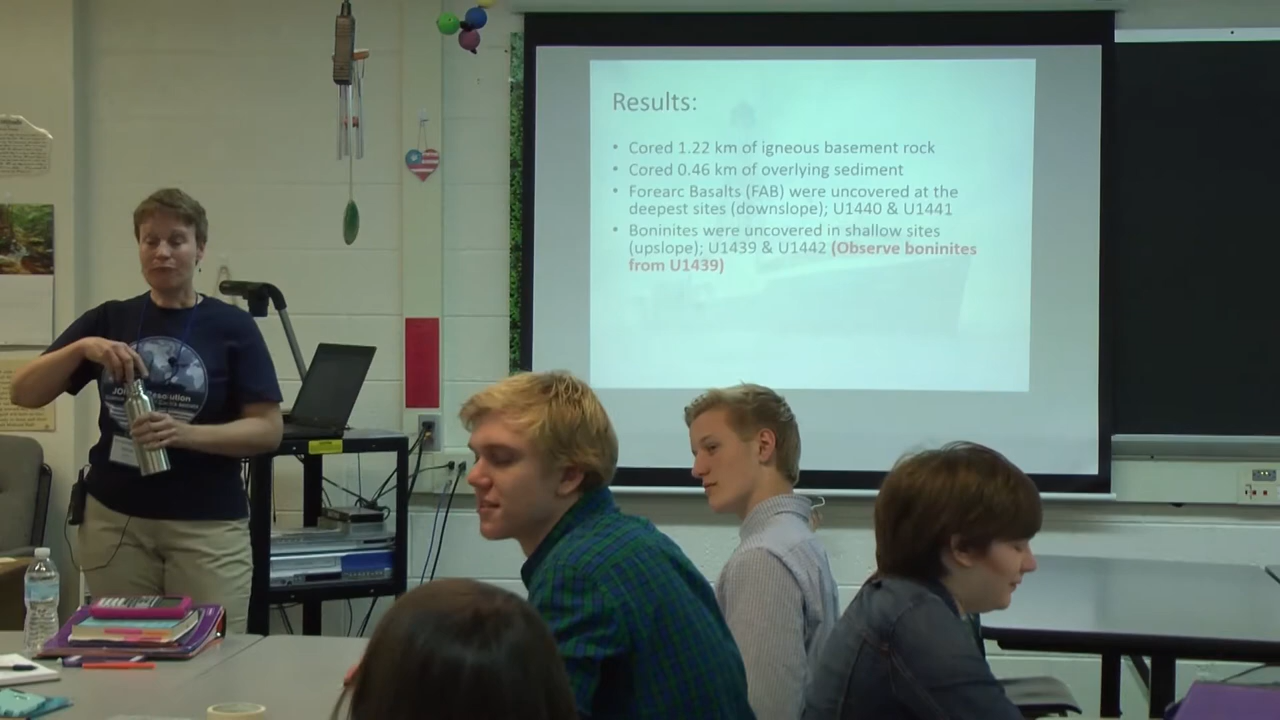 Results:
• Cored 1.22 km of igneous basement rock
• Cored 0.46 km of overlying sediment
• Forearc Basalts (FAB) were uncovered at the
deepest sites (downslope); U1440 & U1441
• Boninites were uncovered in shallow sites
(upslope); U1439 & U1442 (Observe boninites
from U1439)